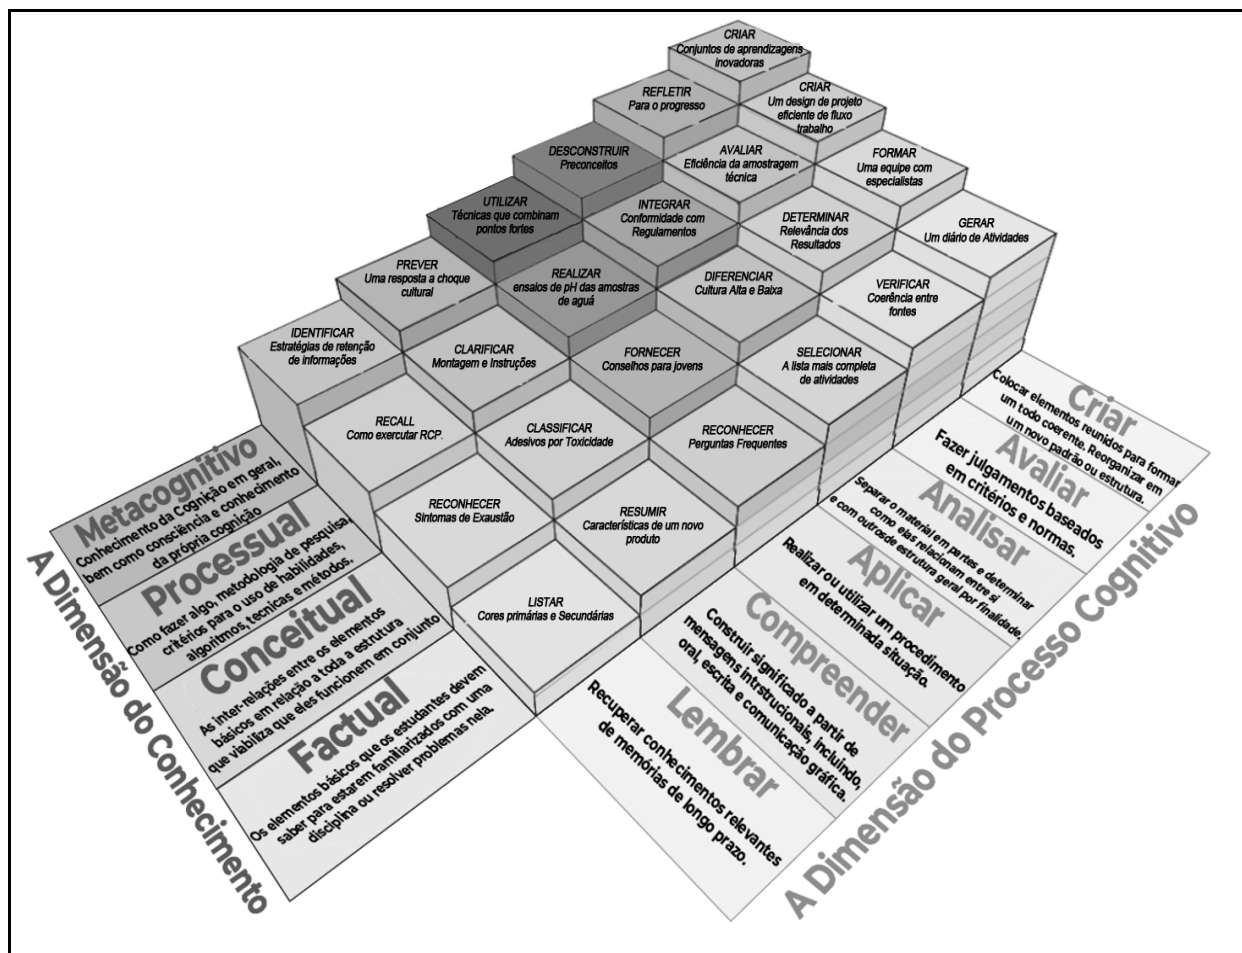 CRIAR
Conjuntos de aprendizagens
inovadoras
REFLETIR
Para o progresso
CRIAR
Um design de projeto
eficiente de fluxo
trabalho
DESCONSTRUIR
Preconceitos
AVALIAR
Eficiência da amostragem
técnica
FORMAR
Uma equipe com
especialistas
UTILIZAR
Técnicas que combinam
pontos fortes
INTEGRAR
Conformidade com
Regulamentos
DETERMINAR
Relevância dos
Resultados
GERAR
Um diário de Atividades
PREVER
Uma resposta a choque
cultural
REALIZAR
ensaios de pH das amostras
de aguá
DIFERENCIAR
Cultura Alta e Baixa
VERIFICAR
Coerência entre
fontes
IDENTIFICAR
Estratégias de retenção
de informações
CLARIFICAR
Montagem e Instruções
FORNECER
Conselhos para jovens
SELECIONAR
A lista mais completa
de atividades
RECALL
Como exercutar RCP.
CLASSIFICAR
Adesivos por Toxicidade
RECONHECER
Perguntas Frequentes
RECONHECER
Sintomas de Exaustão
RESUMIR
Características de um novo
produto
LISTAR
Cores primárias e Secundárias
Metacognitivo
Conhecimento da Cognição em geral,
bem como consciência e conhecimento
da própria cognição
Processual
Como fazer algo, metodologia de pesquisa,
critérios para o uso de habilidades,
algoritmos, tecnicas e métodos.
Conceitual
As inter-relações entre os elementos
básicos em relação a toda a estrutura
que viabiliza que eles funcionem em conjunto
Factual
Os elementos básicos que os estudantes devem
saber para estarem familiarizados com uma
disciplina ou resolver problemas nela.
A Dimensão do Conhecimento
Criar
Colocar elementos reunidos para formar
um todo coerente. Reorganizar em
um novo padrão ou estrutura.
Avaliar
Fazer julgamentos baseados
em critérios e normas.
Analisar
Separar o material em partes e determinar
como elas relacionam entre si
e com outrosde estrutura geral por finalidade.
Aplicar
Realizar ou utilizar um procedimento
em determinada situação.
Compreender
Construir significado a partir de
mensagens intrstrucionais, incluindo,
oral, escrita e comunicação gráfica.
Lembrar
Recuperar conhecimentos relevantes
de memórias de longo prazo.
A Dimensão do Processo Cognitivo